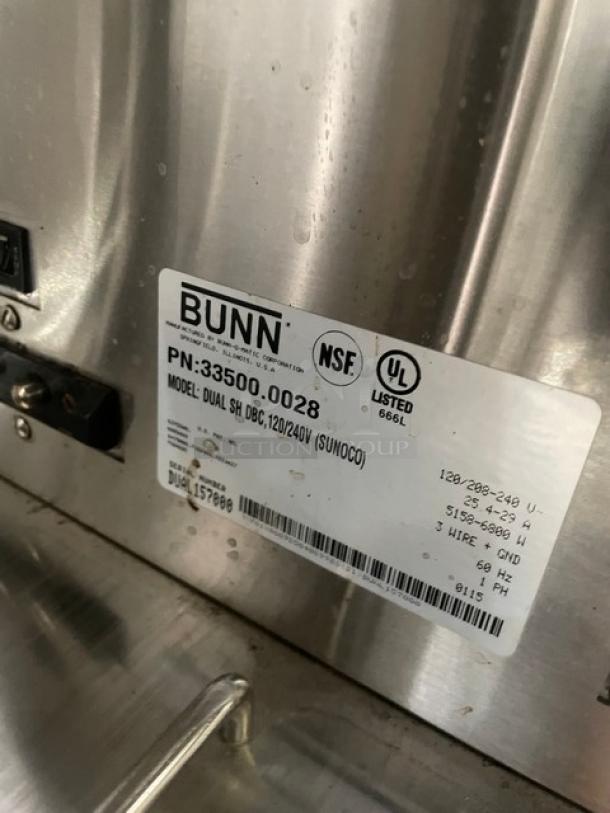 BUNN
MANUFACTURED BY BUNN-O-MATIC CORPORATION
SPRINGFIELD, ILLINOIS, U.S.A
NSF
UL
LISTED
666L
PN:33500.0028
MODEL: DUAL SH DBC,120/240V (SUNOCO)
SERIAL NUMBER
DUAL157000
120/208-240 V~
25.4-29 A
5158-6800 W
3 WIRE + GND
60 Hz
1 PH
0115